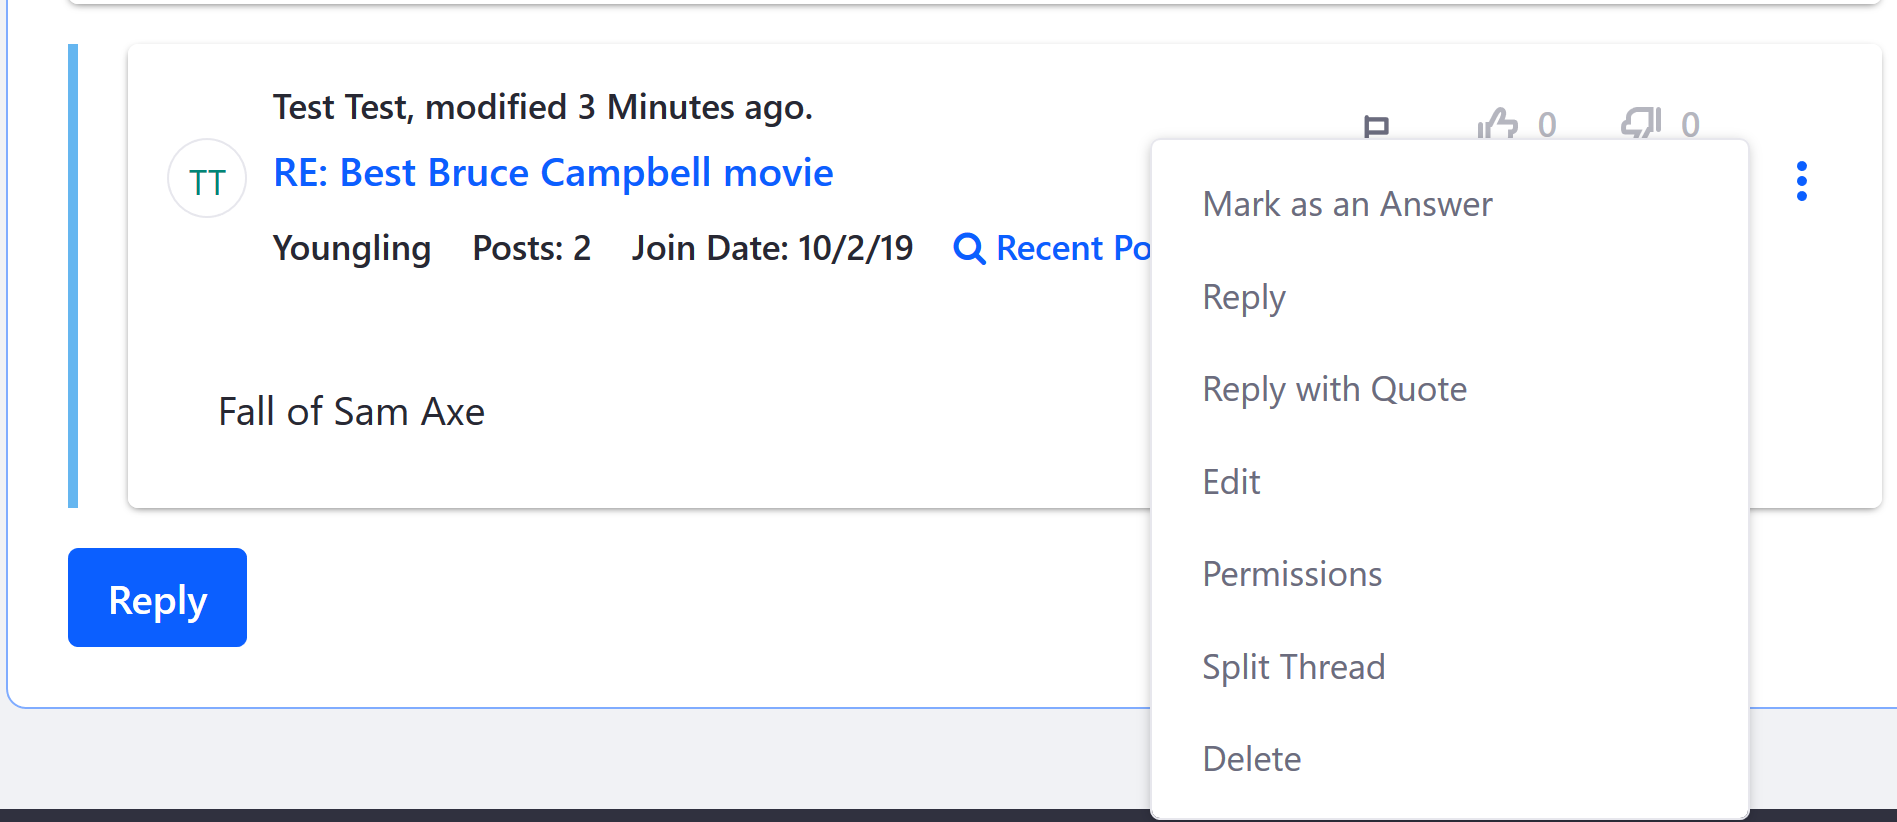 Test Test, modified 3 Minutes ago.
0
0
TT
RE: Best Bruce Campbell movie
Youngling Posts: 2 Join Date: 10/2/19 Recent
Fall of Sam Axe
Reply
Mark as an Answer
Reply
Reply with Quote
Edit
Permissions
Split Thread
Delete